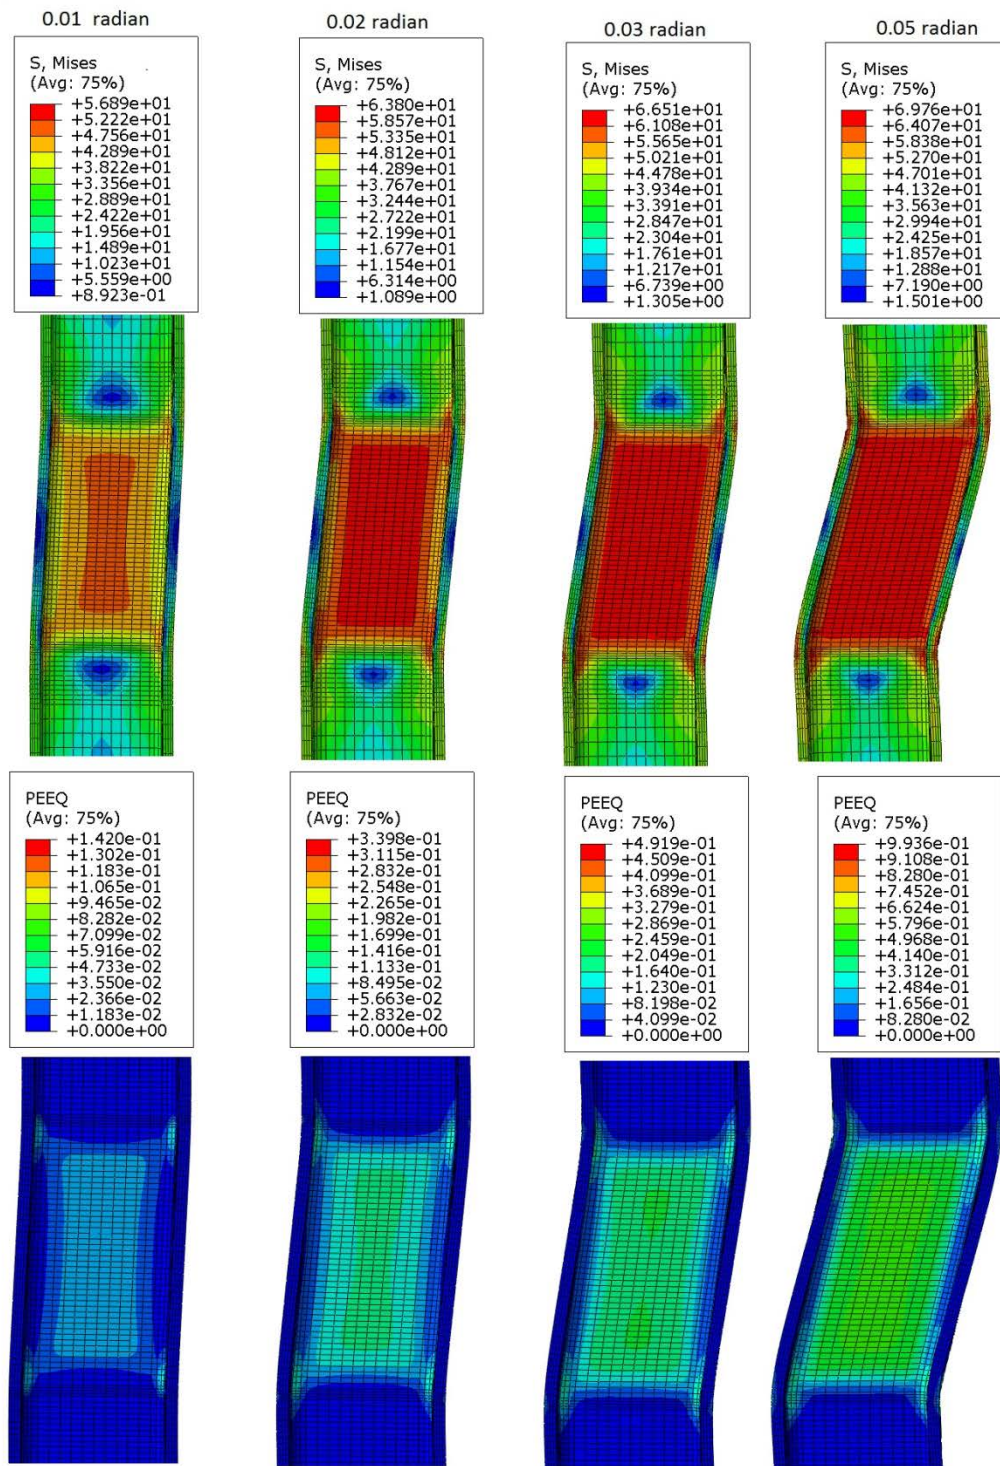 0.01 radian
0.02 radian
0.03 radian
0.05 radian
S, Mises
(Avg: 75%)
+5.689e+01
+5.222e+01
+4.756e+01
+4.289e+01
+3.822e+01
+3.356e+01
+2.889e+01
+2.422e+01
+1.956e+01
+1.489e+01
+1.023e+01
+5.559e+00
+8.923e-01
S, Mises
(Avg: 75%)
+6.380e+01
+5.857e+01
+5.335e+01
+4.812e+01
+4.289e+01
+3.767e+01
+3.244e+01
+2.722e+01
+2.199e+01
+1.677e+01
+1.154e+01
+6.314e+00
+1.089e+00
S, Mises
(Avg: 75%)
+6.651e+01
+6.108e+01
+5.565e+01
+5.021e+01
+4.478e+01
+3.934e+01
+3.391e+01
+2.847e+01
+2.304e+01
+1.761e+01
+1.217e+01
+6.739e+00
+1.305e+00
S, Mises
(Avg: 75%)
+6.976e+01
+6.407e+01
+5.838e+01
+5.270e+01
+4.701e+01
+4.132e+01
+3.563e+01
+2.994e+01
+2.425e+01
+1.857e+01
+1.288e+01
+7.190e+00
+1.501e+00
PEEQ
(Avg: 75%)
+1.420e-01
+1.302e-01
+1.183e-01
+1.065e-01
+9.465e-02
+8.282e-02
+7.099e-02
+5.916e-02
+4.733e-02
+3.550e-02
+2.366e-02
+1.183e-02
+0.000e+00
PEEQ
(Avg: 75%)
+3.398e-01
+3.115e-01
+2.832e-01
+2.548e-01
+2.265e-01
+1.982e-01
+1.699e-01
+1.416e-01
+1.133e-01
+8.495e-02
+5.663e-02
+2.832e-02
+0.000e+00
PEEQ
(Avg: 75%)
+4.919e-01
+4.509e-01
+4.099e-01
+3.689e-01
+3.279e-01
+2.869e-01
+2.459e-01
+2.049e-01
+1.640e-01
+1.230e-01
+8.198e-02
+4.099e-02
+0.000e+00
PEEQ
(Avg: 75%)
+9.936e-01
+9.108e-01
+8.280e-01
+7.452e-01
+6.624e-01
+5.796e-01
+4.968e-01
+4.140e-01
+3.312e-01
+2.484e-01
+1.656e-01
+8.280e-02
+0.000e+00